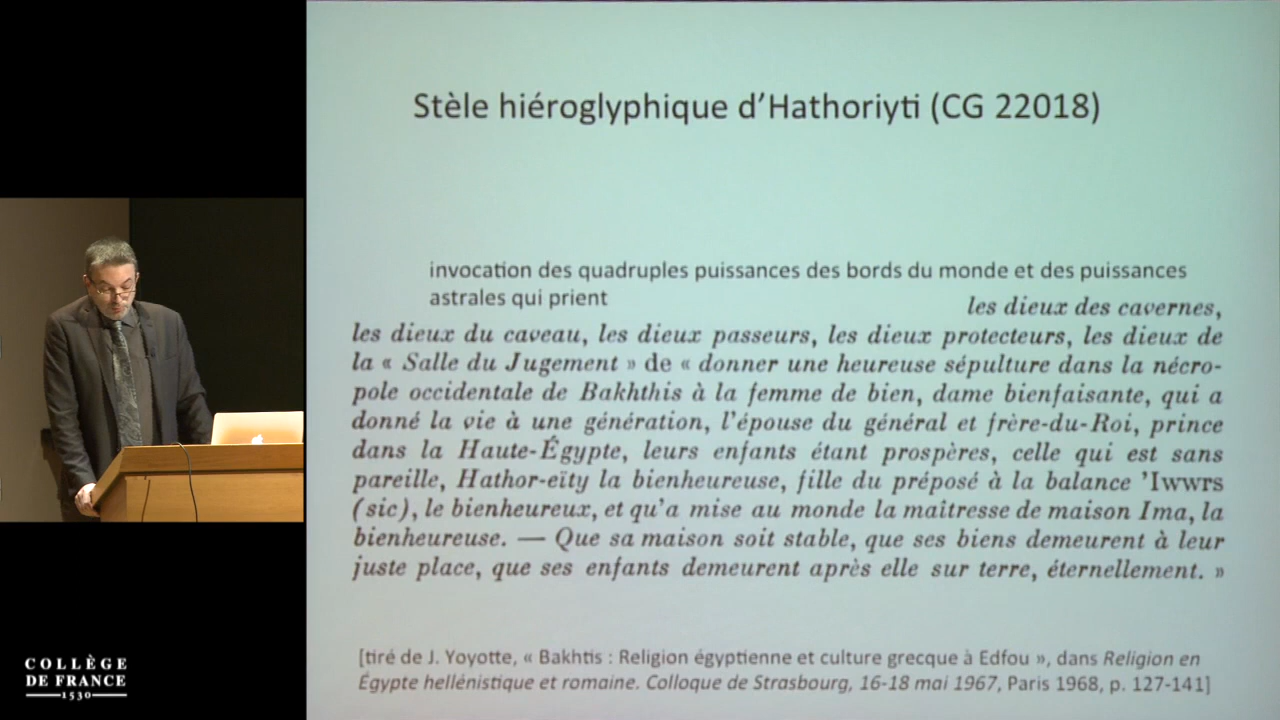 Stèle hiéroglyphique d’Hathoriyti (CG 22018)
invocation des quadruples puissances des bords du monde et des puissances
astrales qui prient
les dieux des cavernes,
les dieux du caveau, les dieux passeurs, les dieux protecteurs, les dieux de
la « Salle du Jugement » de « donner une heureuse sépulture dans la nécro-
pole occidentale de Bakhthis à la femme de bien, dame bienfaisante, qui a
donné la vie à une génération, l'épouse du général et frère-du-Roi, prince
dans la Haute-Égypte, leurs enfants étant prospères, celle qui est sans
pareille, Hathor-eïty la bienheureuse, fille du préposé à la balance 'Iwwrs
(sic), le bienheureux, et qu'a mise au monde la maîtresse de maison Ima, la
bienheureuse. — Que sa maison soit stable, que ses biens demeurent à leur
juste place, que ses enfants demeurent après elle sur terre, éternellement. »
[tiré de J. Yoyotte, « Bakhtis : Religion égyptienne et culture grecque à Edfou », dans Religion en
Égypte hellénistique et romaine. Colloque de Strasbourg, 16-18 mai 1967, Paris 1968, p. 127-141]
COLLÈGE
DE FRANCE
1530